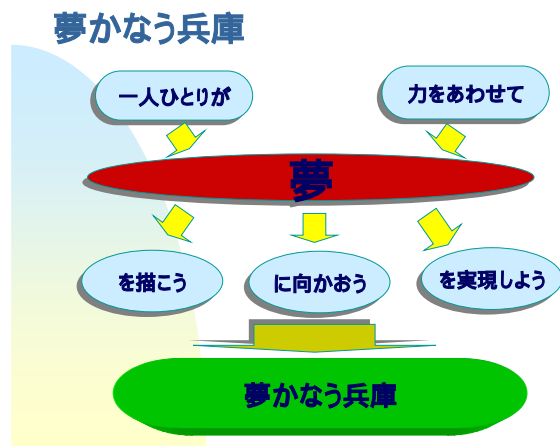 夢かなう兵庫
一人ひとりが
力をあわせて
夢
を描こう
に向かおう
を実現しよう
夢かなう兵庫